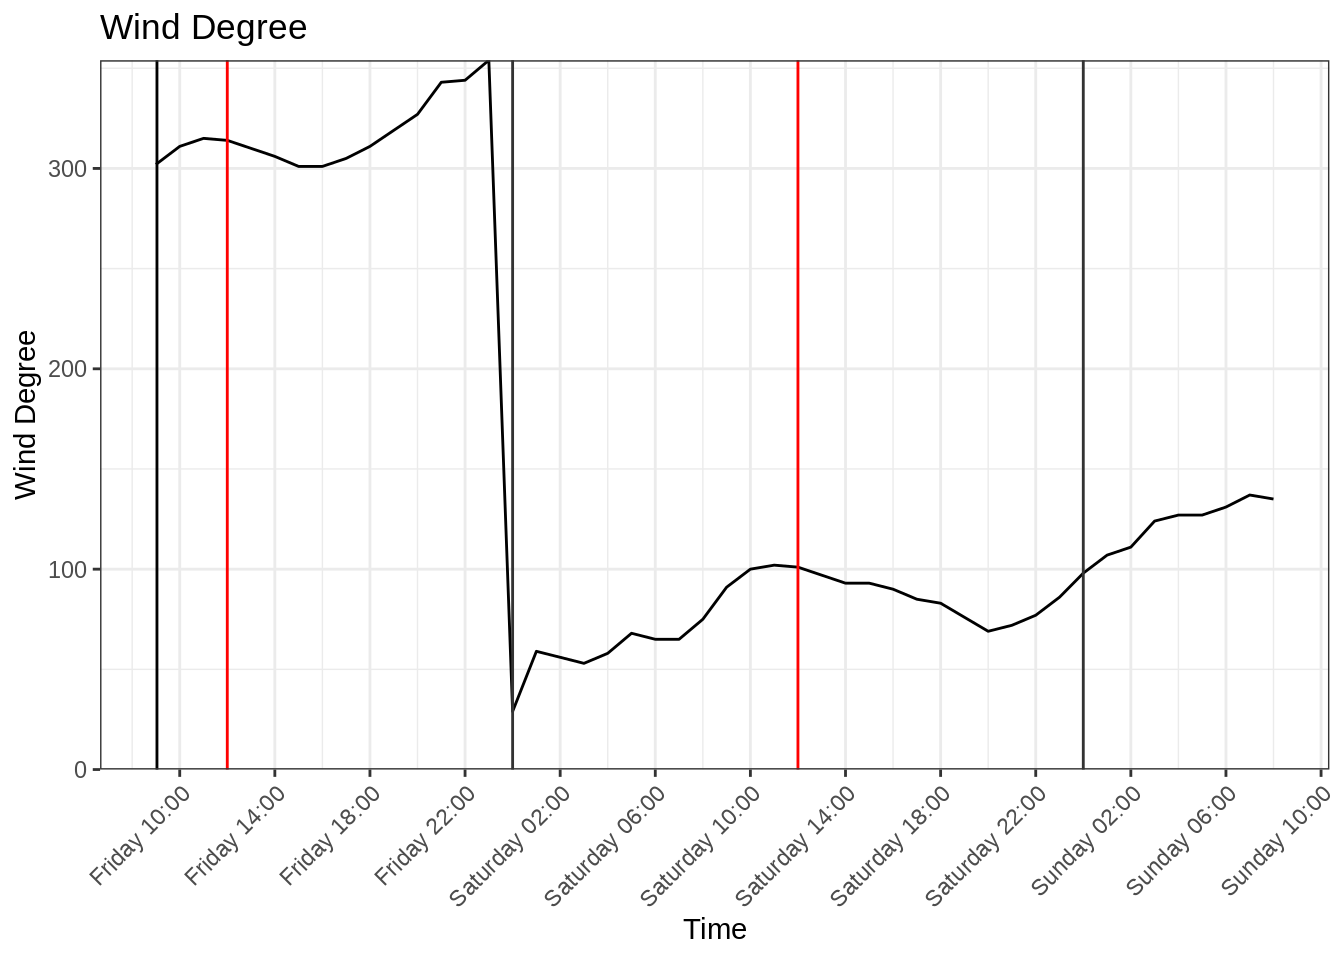 Wind Degree
Wind Degree
300
200
100
0
Friday 10:00
Friday 14:00
Friday 18:00
Friday 22:00
Saturday 02:00
Saturday 06:00
Saturday 10:00
Saturday 14:00
Saturday 18:00
Saturday 22:00
Sunday 02:00
Sunday 06:00
Sunday 10:00
Time